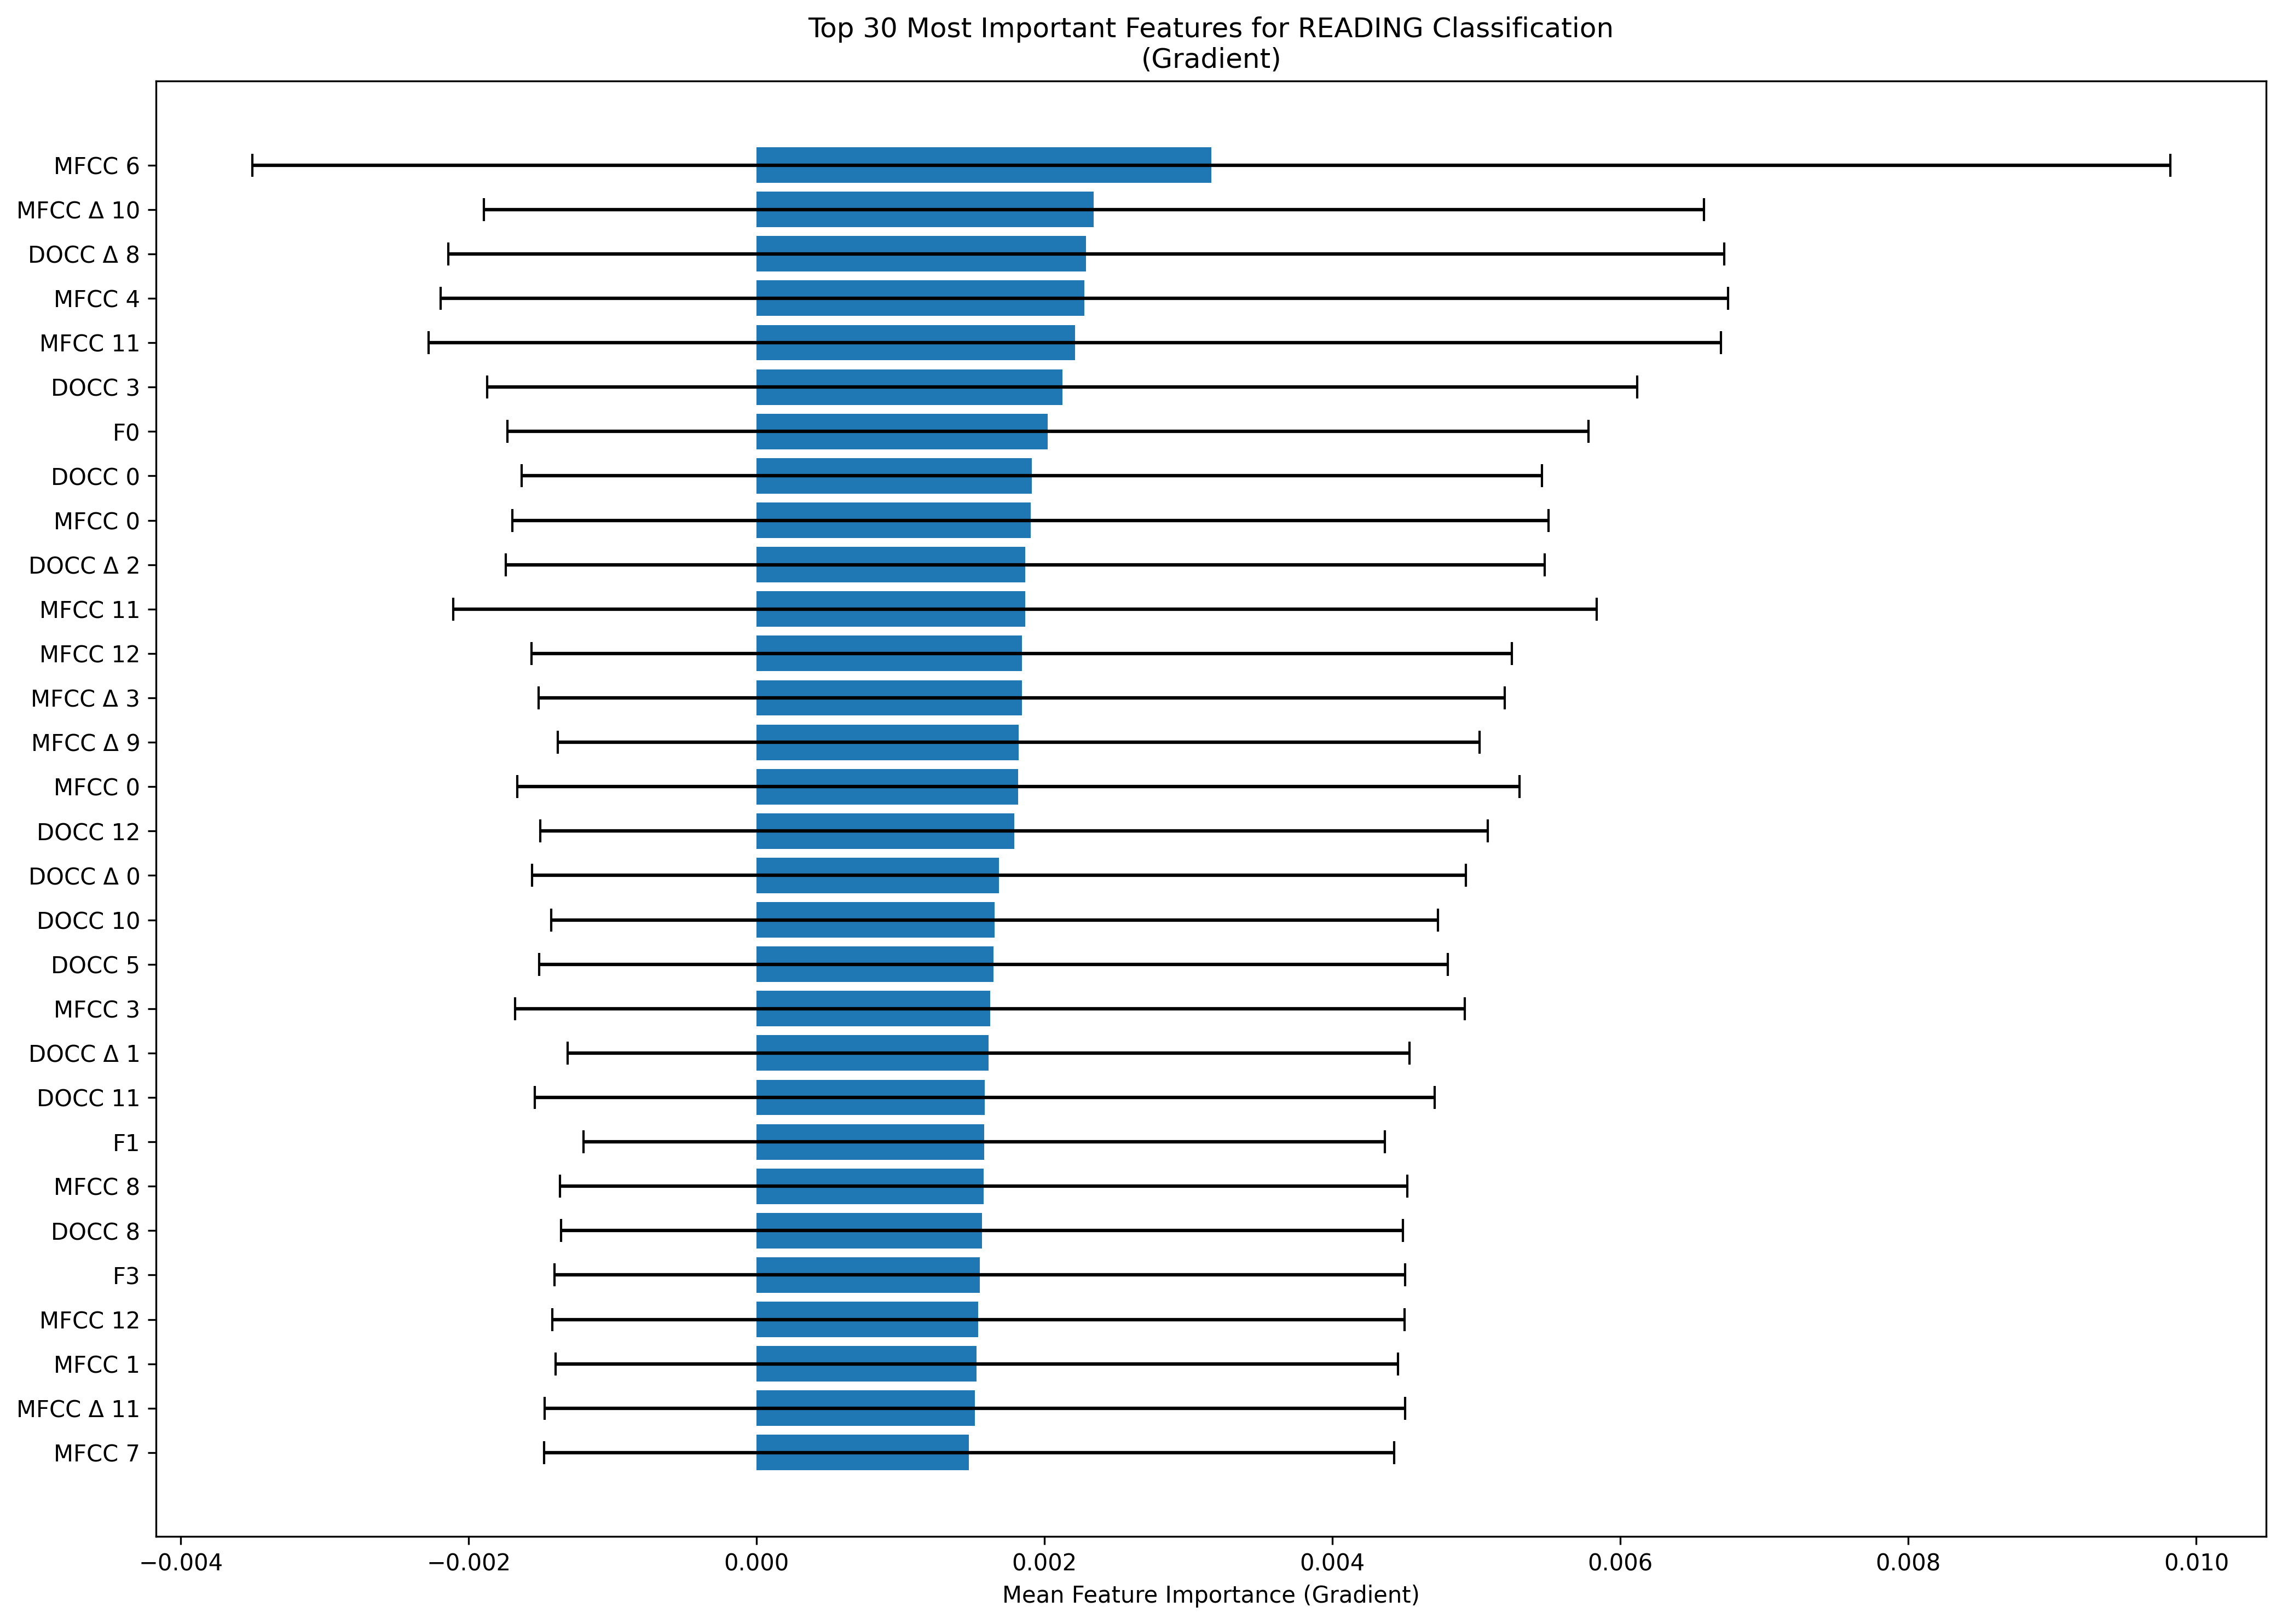 Top 30 Most Important Features for READING Classification
(Gradient)
MFCC 6
MFCC Δ 10
DOCC Δ 8
MFCC 4
MFCC 11
DOCC 3
F0
DOCC 0
MFCC 0
DOCC Δ 2
MFCC 11
MFCC 12
MFCC Δ 3
MFCC Δ 9
MFCC 0
DOCC 12
DOCC Δ 0
DOCC 10
DOCC 5
MFCC 3
DOCC Δ 1
DOCC 11
F1
MFCC 8
DOCC 8
F3
MFCC 12
MFCC 1
MFCC Δ 11
MFCC 7
−0.004 −0.002 0.000 0.002 0.004 0.006 0.008 0.010
Mean Feature Importance (Gradient)